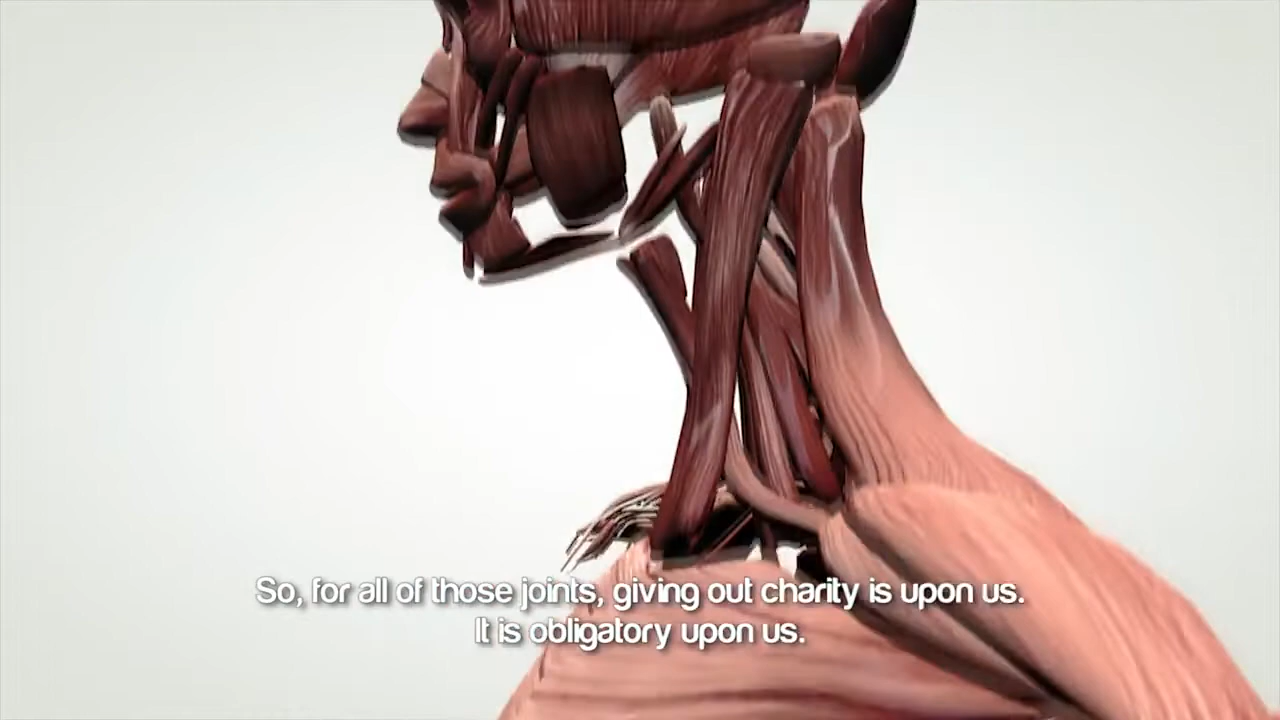 So, for all of those joints, giving out charity is upon us.
It is obligatory upon us.